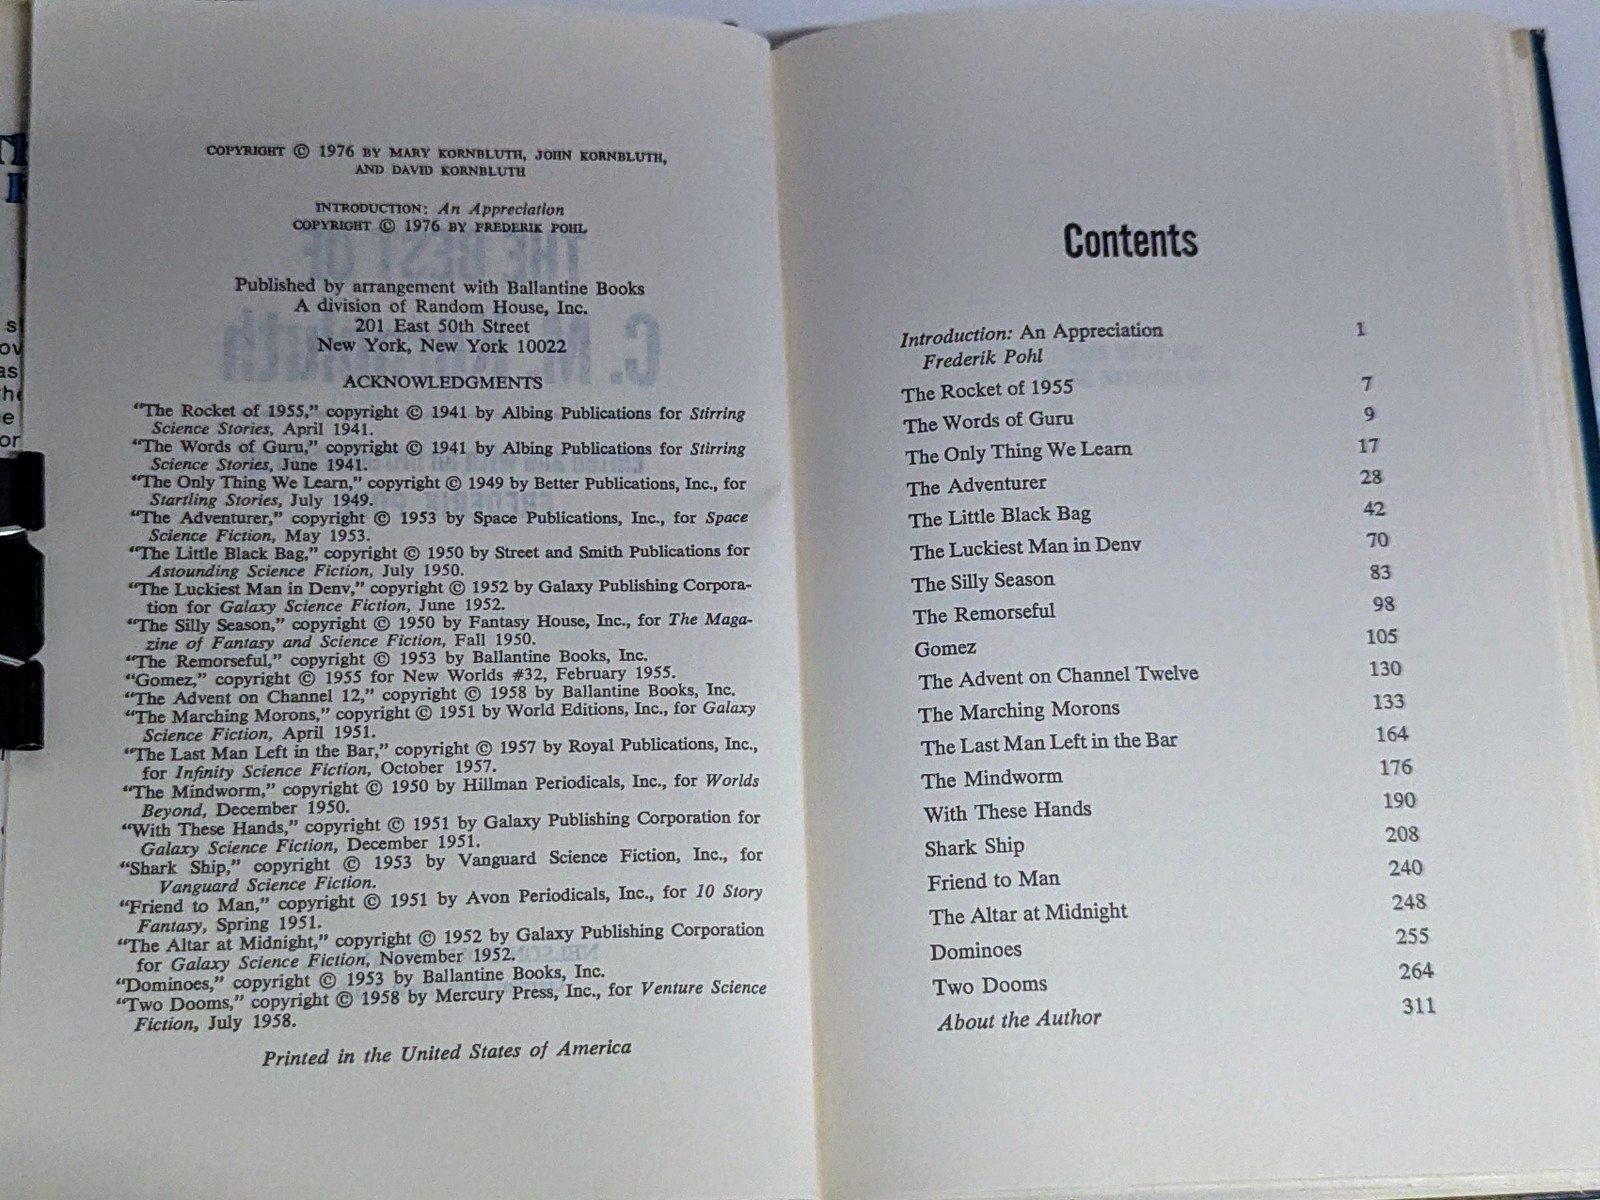 COPYRIGHT © 1976 BY MARY KORNBLUTH, JOHN KORNBLUTH,
AND DAVID KORNBLUTH
INTRODUCTION: An Appreciation
COPYRIGHT © 1976 BY FREDERIK POHL
Published by arrangement with Ballantine Books
A division of Random House, Inc.
201 East 50th Street
New York, New York 10022
ACKNOWLEDGMENTS
“The Rocket of 1955,” copyright © 1941 by Albing Publications for Stirring
Science Stories, April 1941.
“The Words of Guru,” copyright © 1941 by Albing Publications for Stirring
Science Stories, June 1941.
“The Only Thing We Learn,” copyright © 1949 by Better Publications, Inc., for
Startling Stories, July 1949.
“The Adventurer,” copyright © 1953 by Space Publications, Inc., for Space
Science Fiction, May 1953.
“The Little Black Bag,” copyright © 1950 by Street and Smith Publications for
Astounding Science Fiction, July 1950.
“The Luckiest Man in Denv,” copyright © 1952 by Galaxy Publishing Corpora-
tion for Galaxy Science Fiction, June 1952.
“The Silly Season,” copyright © 1950 by Fantasy House, Inc., for The Maga-
zine of Fantasy and Science Fiction, Fall 1950.
“The Remorseful,” copyright © 1953 by Ballantine Books, Inc.
“Gomez,” copyright © 1955 for New Worlds #32, February 1955.
“The Advent on Channel 12,” copyright © 1958 by Ballantine Books, Inc.
“The Marching Morons,” copyright © 1951 by World Editions, Inc., for Galaxy
Science Fiction, April 1951.
“The Last Man Left in the Bar,” copyright © 1957 by Royal Publications, Inc.,
for Infinity Science Fiction, October 1957.
“The Mindworm,” copyright © 1950 by Hillman Periodicals, Inc., for Worlds
Beyond, December 1950.
“With These Hands,” copyright © 1951 by Galaxy Publishing Corporation for
Galaxy Science Fiction, December 1951.
“Shark Ship,” copyright © 1953 by Vanguard Science Fiction, Inc., for
Vanguard Science Fiction.
“Friend to Man,” copyright © 1951 by Avon Periodicals, Inc., for 10 Story
Fantasy, Spring 1951.
“The Altar at Midnight,” copyright © 1952 by Galaxy Publishing Corporation
for Galaxy Science Fiction, November 1952.
“Dominoes,” copyright © 1953 by Ballantine Books, Inc.
“Two Dooms,” copyright © 1958 by Mercury Press, Inc., for Venture Science
Fiction, July 1958.
Printed in the United States of America
Contents
Introduction: An Appreciation 1
Frederik Pohl
The Rocket of 1955 7
The Words of Guru 9
The Only Thing We Learn 17
The Adventurer 28
The Little Black Bag 42
The Luckiest Man in Denv 70
The Silly Season 83
The Remorseful 98
Gomez 105
The Advent on Channel Twelve 130
The Marching Morons 133
The Last Man Left in the Bar 164
The Mindworm 176
With These Hands 190
Shark Ship 208
Friend to Man 240
The Altar at Midnight 248
Dominoes 255
Two Dooms 264
About the Author 311